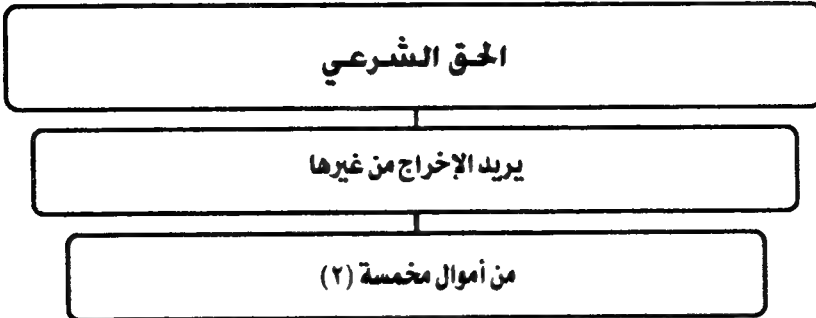 الحق الشرعي
يريد الإخراج من غيرها
من أموال مخمسة (٢)